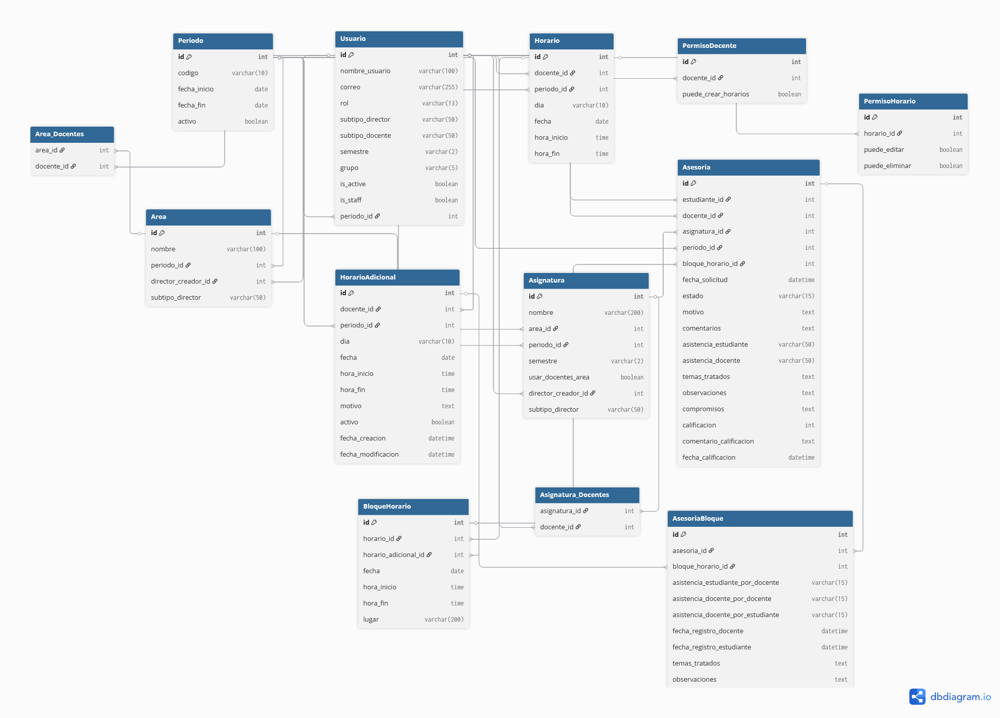 Periodo
id int
codigo varchar(10)
fecha_inicio date
fecha_fin date
activo boolean
Usuario
id int
nombre_usuario varchar(100)
correo varchar(255)
rol varchar(13)
subtipo_director varchar(50)
subtipo_docente varchar(50)
semestre varchar(2)
grupo varchar(5)
is_active boolean
is_staff boolean
periodo_id int
Horario
id int
docente_id int
periodo_id int
dia varchar(10)
fecha date
hora_inicio time
hora_fin time
PermisoDocente
id int
docente_id int
puede_crear_horarios boolean
PermisoHorario
id int
horario_id int
puede_editar boolean
puede_eliminar boolean
Area_Docentes
area_id int
docente_id int
Area
id int
nombre varchar(100)
periodo_id int
director_creador_id int
subtipo_director varchar(50)
HorarioAdicional
id int
docente_id int
periodo_id int
dia varchar(10)
fecha date
hora_inicio time
hora_fin time
motivo text
activo boolean
fecha_creacion datetime
fecha_modificacion datetime
Asignatura
id int
nombre varchar(200)
area_id int
periodo_id int
semestre varchar(2)
usar_docentes_area boolean
director_creador_id int
subtipo_director varchar(50)
Asesoria
id int
estudiante_id int
docente_id int
asignatura_id int
periodo_id int
bloque_horario_id int
fecha_solicitud datetime
estado varchar(15)
motivo text
comentarios text
asistencia_estudiante varchar(50)
asistencia_docente varchar(50)
temas_tratados text
observaciones text
compromisos text
calificacion int
comentario_calificacion text
fecha_calificacion datetime
BloqueHorario
id int
horario_id int
horario_adicional_id int
fecha date
hora_inicio time
hora_fin time
lugar varchar(200)
Asignatura_Docentes
asignatura_id int
docente_id int
AsesoriaBloque
id int
asesoria_id int
bloque_horario_id int
asistencia_estudiante_por_docente varchar(15)
asistencia_docente_por_docente varchar(15)
asistencia_docente_por_estudiante varchar(15)
fecha_registro_docente datetime
fecha_registro_estudiante datetime
temas_tratados text
observaciones text
dbdiagram.io